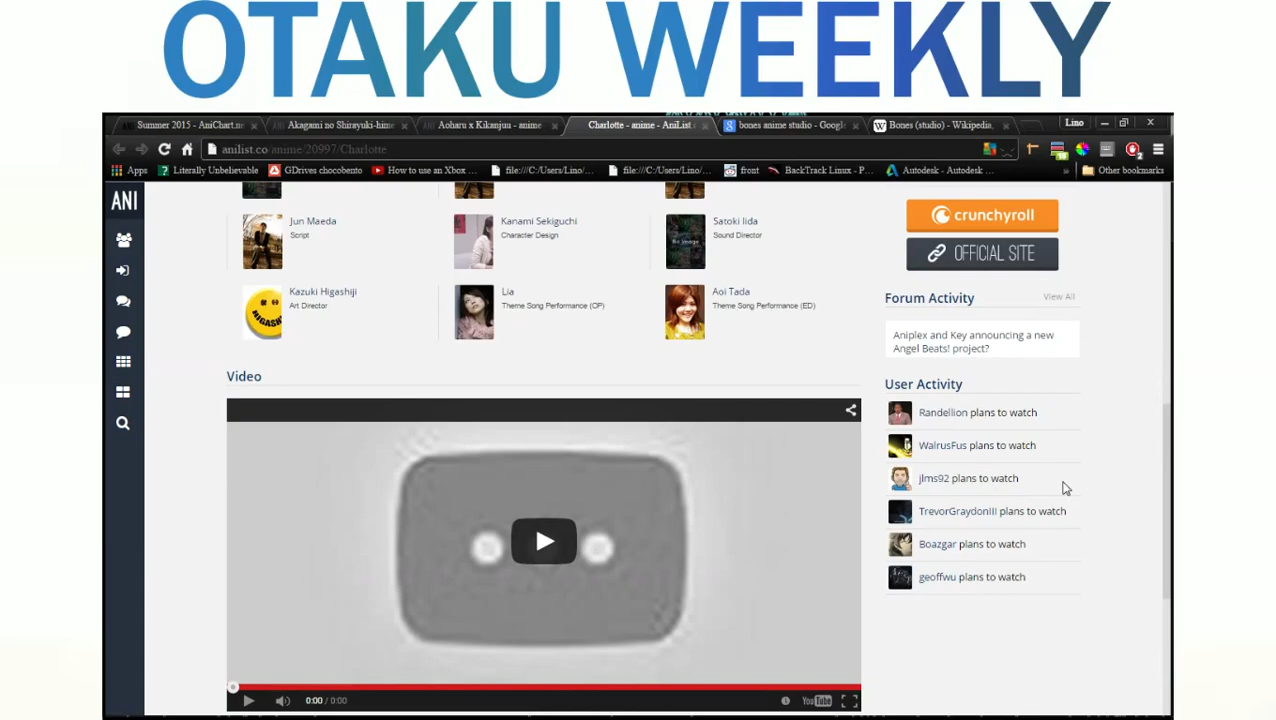 OTAKU WEEKLY
Summer 2015 - AniChart.ne
Akagami no Shirayuki-hime
Aoharu x Kikanjuu - anime
Charlotte - anime - AniList
bones anime studio - Google
Bones (studio) - Wikipedia,
Lino
anilist.co/anime/20997/Charlotte
Apps
Literally Unbelievable
GDrives chocobento
How to use an Xbox ...
file:///C:/Users/Lino/...
file:///C:/Users/Lino/...
front
BackTrack Linux - P...
Autodesk - Autodesk ...
»
Other bookmarks
ANI
Jun Maeda
Script
Kanami Sekiguchi
Character Design
Satoki Iida
Sound Director
No image
crunchyroll
OFFICIAL SITE
Kazuki Higashiji
Art Director
HIGASHI
Lia
Theme Song Performance (OP)
Aoi Tada
Theme Song Performance (ED)
Forum Activity
View All
Aniplex and Key announcing a new
Angel Beats! project?
User Activity
Randellion plans to watch
WalrusFus plans to watch
jlms92 plans to watch
TrevorGraydonIII plans to watch
Boazgar plans to watch
geoffwu plans to watch
Video
0:00 / 0:00
YouTube